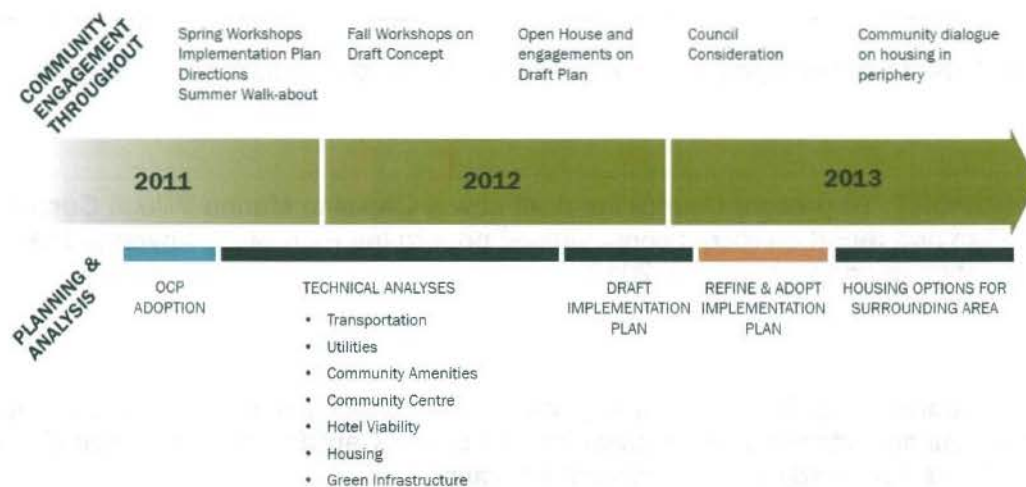 COMMUNITY
ENGAGEMENT
THROUGHOUT
Spring Workshops
Implementation Plan
Directions
Summer Walk-about
Fall Workshops on
Draft Concept
Open House and
engagements on
Draft Plan
Council
Consideration
Community dialogue
on housing in
periphery
2011
2012
2013
PLANNING &
ANALYSIS
OCP
ADOPTION
TECHNICAL ANALYSES
• Transportation
• Utilities
• Community Amenities
• Community Centre
• Hotel Viability
• Housing
• Green Infrastructure
DRAFT
IMPLEMENTATION
PLAN
REFINE & ADOPT
IMPLEMENTATION
PLAN
HOUSING OPTIONS FOR
SURROUNDING AREA